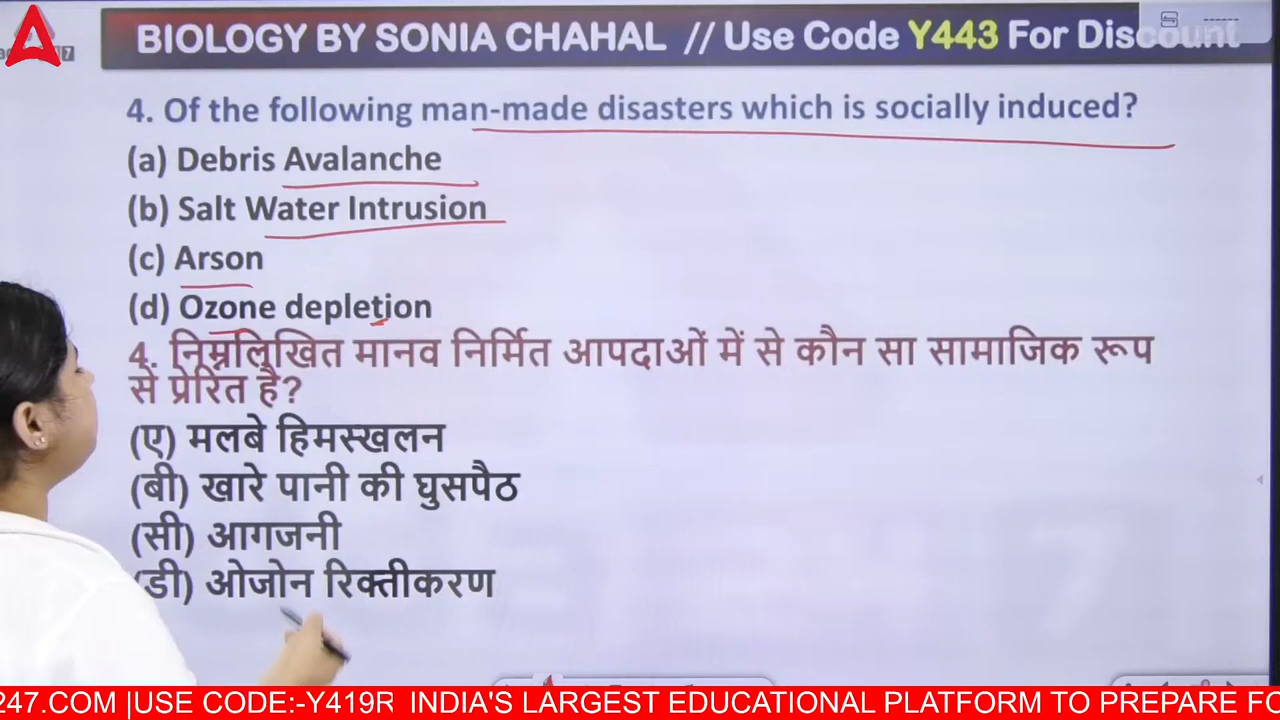 BIOLOGY BY SONIA CHAHAL // Use Code Y443 For Discount
4. Of the following man-made disasters which is socially induced?
(a) Debris Avalanche
(b) Salt Water Intrusion
(c) Arson
(d) Ozone depletion
4. निम्नलिखित मानव निर्मित आपदाओं में से कौन सा सामाजिक रूप
से प्रेरित है?
(ए) मलबे हिमस्खलन
(बी) खारे पानी की घुसपैठ
(सी) आगजनी
(डी) ओजोन रिक्तीकरण
247.COM |USE CODE:-Y419R INDIA'S LARGEST EDUCATIONAL PLATFORM TO PREPARE FO